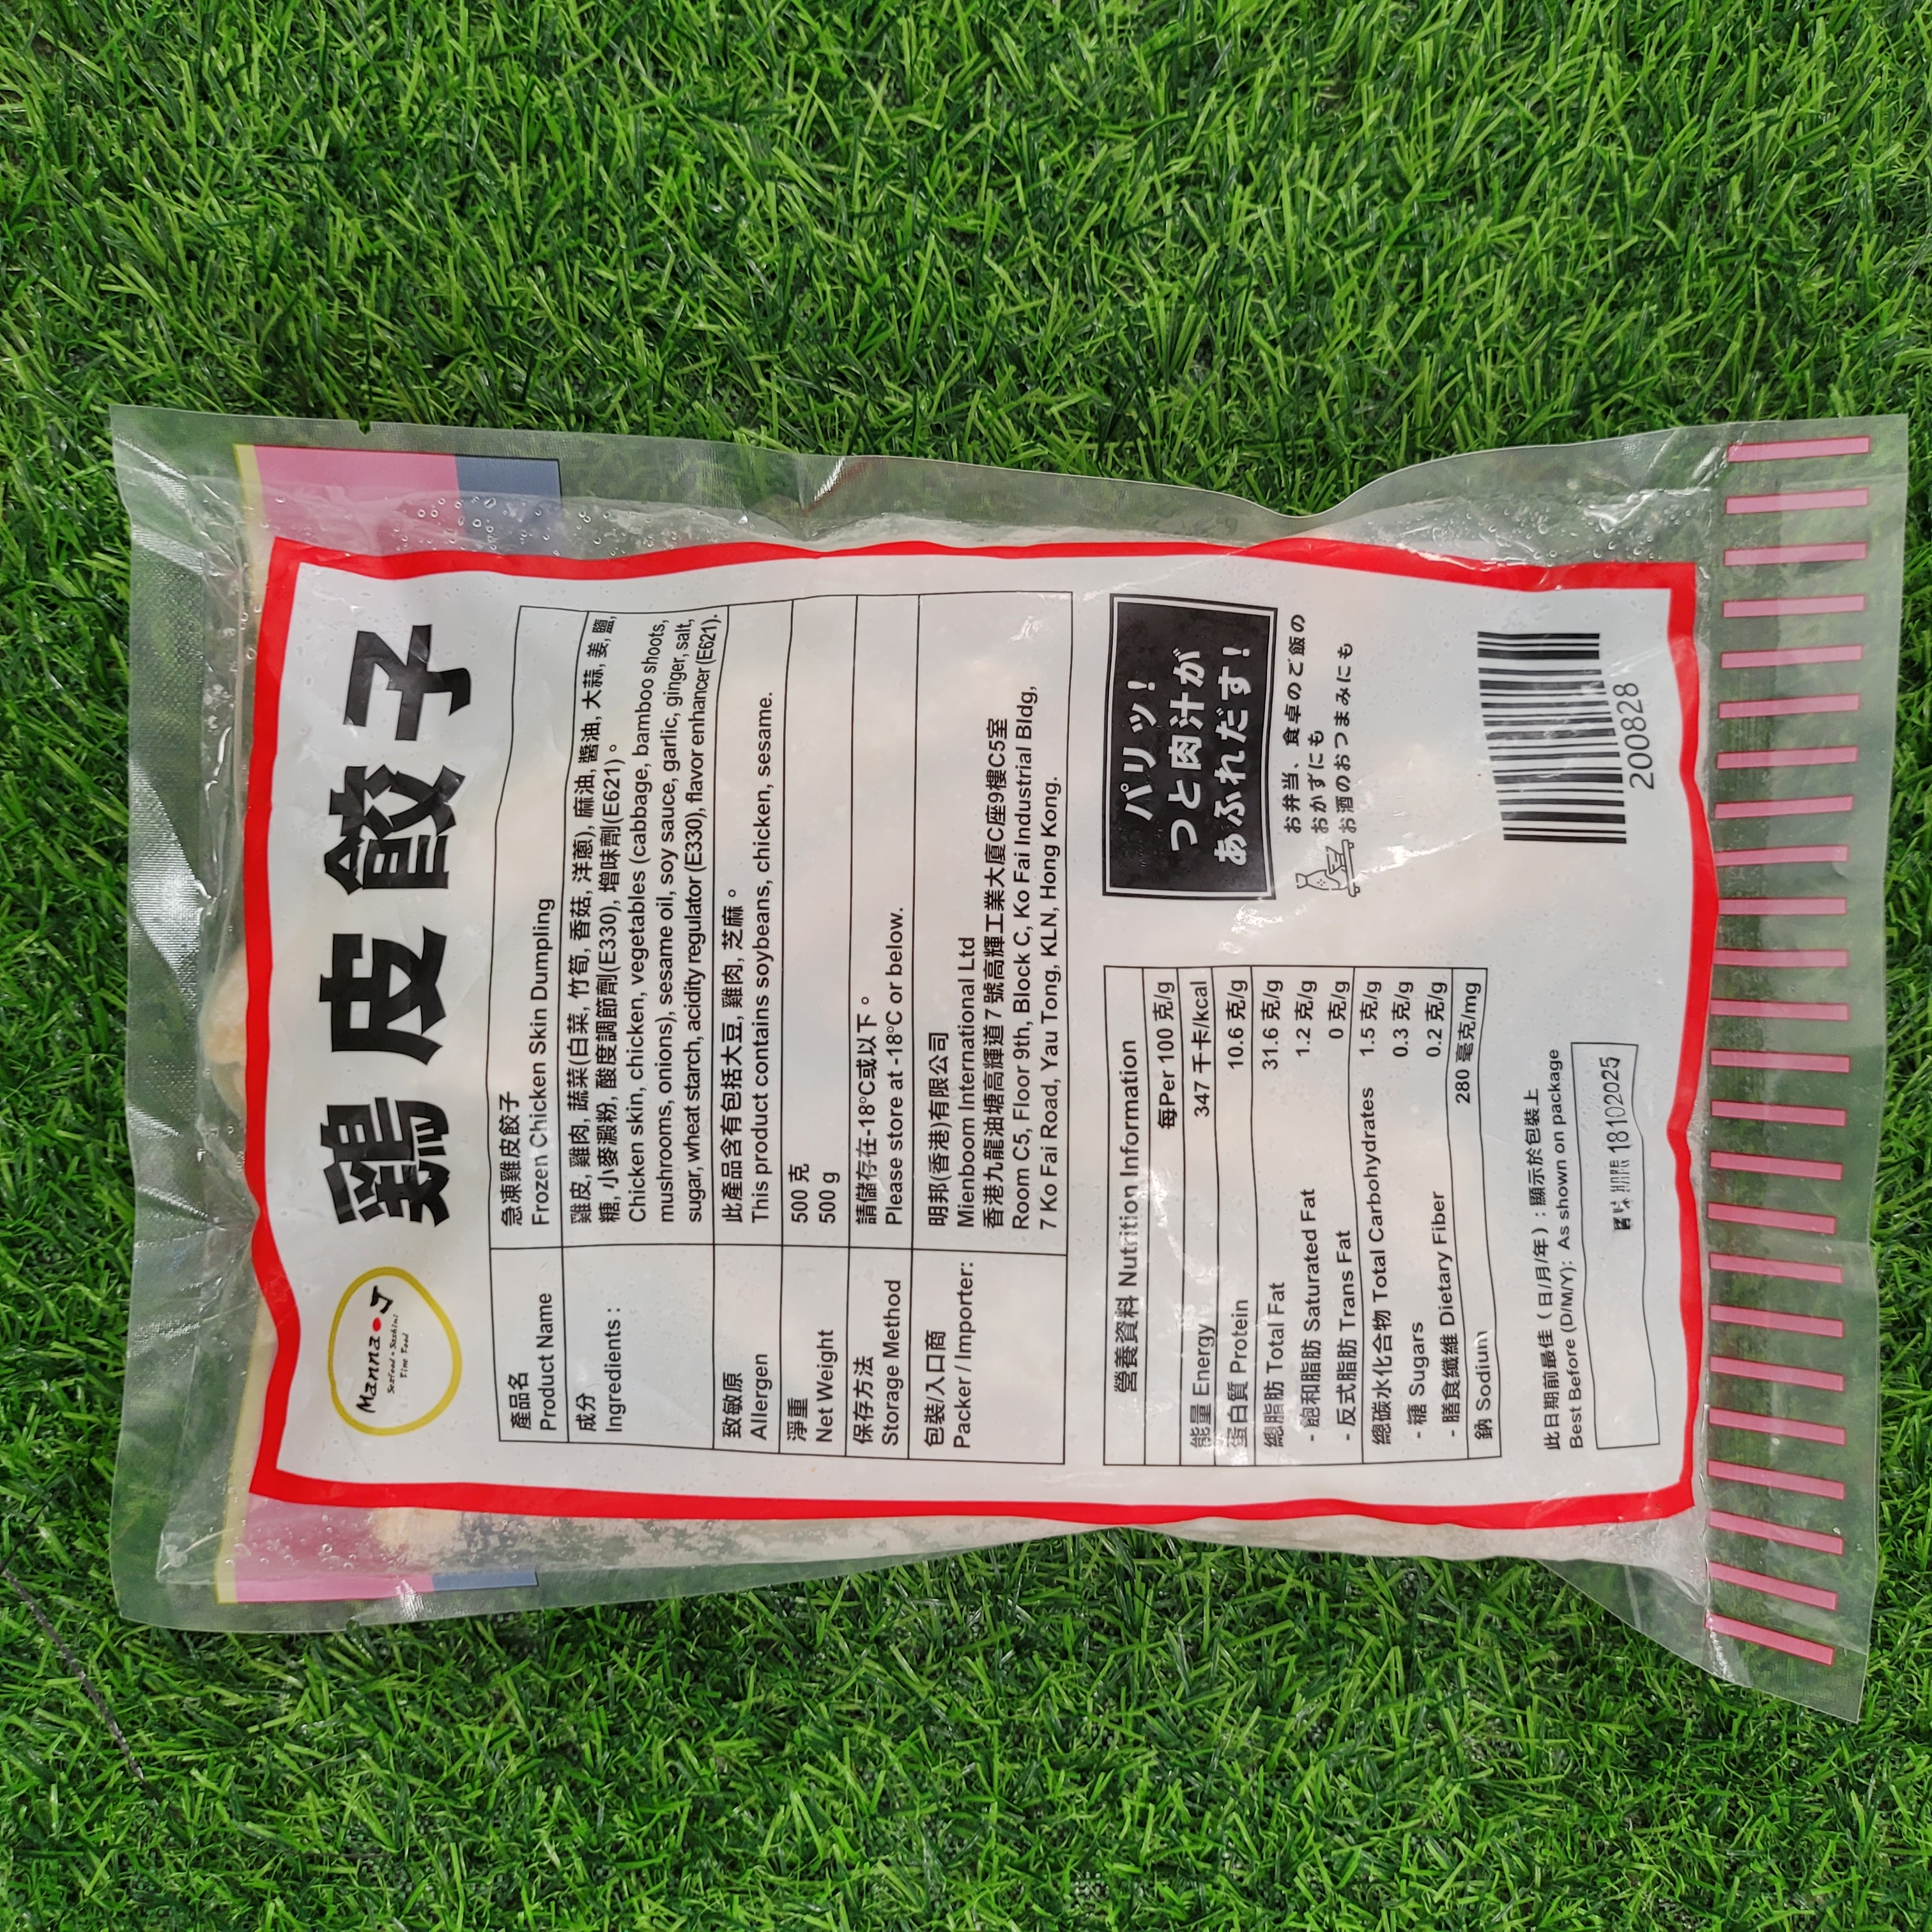 Manna J
Seafood - Sashimi
Fine Food
鶏皮餃子
產品名
Product Name
急凍雞皮餃子
Frozen Chicken Skin Dumpling
成分
Ingredients :
雞皮, 雞肉, 蔬菜(白菜, 竹筍, 香菇, 洋蔥), 麻油, 醬油, 大蒜, 姜, 鹽,
糖, 小麥澱粉, 酸度調節劑(E330), 增味劑(E621)。
Chicken skin, chicken, vegetables (cabbage, bamboo shoots,
mushrooms, onions), sesame oil, soy sauce, garlic, ginger, salt,
sugar, wheat starch, acidity regulator (E330), flavor enhancer (E621).
致敏原
Allergen
此產品含有包括大豆, 雞肉, 芝麻。
This product contains soybeans, chicken, sesame.
淨重
Net Weight
500 克
500 g
保存方法
Storage Method
請儲存在-18°C或以下。
Please store at -18°C or below.
包裝/入口商
Packer / Importer:
明邦(香港)有限公司
Mienboom International Ltd
香港九龍油塘高輝道 7 號高輝工業大廈C座9樓C5室
Room C5, Floor 9th, Block C, Ko Fai Industrial Bldg,
7 Ko Fai Road, Yau Tong, KLN, Hong Kong.
營養資料 Nutrition Information
每Per 100 克/g
能量 Energy 347 千卡/kcal
蛋白質 Protein 10.6 克/g
總脂肪 Total Fat 31.6 克/g
- 飽和脂肪 Saturated Fat 1.2 克/g
- 反式脂肪 Trans Fat 0 克/g
總碳水化合物 Total Carbohydrates 1.5 克/g
- 糖 Sugars 0.3 克/g
- 膳食纖維 Dietary Fiber 0.2 克/g
鈉 Sodium 280 毫克/mg
此日期前最佳（日/月/年）: 顯示於包裝上
Best Before (D/M/Y): As shown on package
賞味期限 18102025
パリッ!
つと肉汁が
あふれだす!
お弁当、食卓のご飯の
おかずにも
お酒のおつまみにも
200828